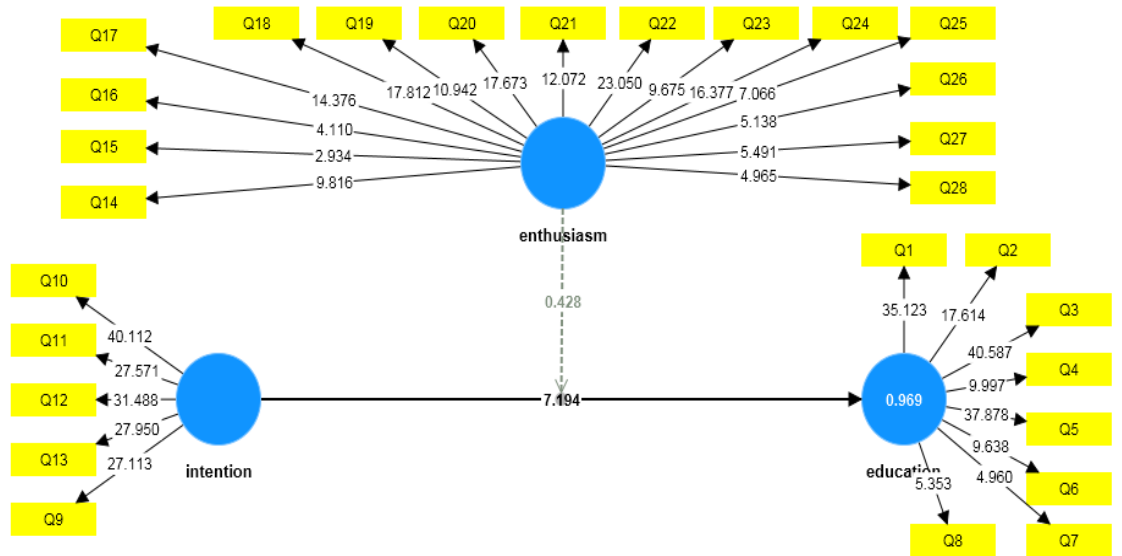 Q17
Q18
Q19
Q20
Q21
Q22
Q23
Q24
Q25
Q16
Q26
Q15
Q27
Q14
Q28
14.376
17.812
10.942
17.673
12.072
23.050
9.675
16.377
7.066
4.110
5.138
2.934
5.491
9.816
4.965
enthusiasm
0.428
Q10
Q11
Q12
Q13
Q9
40.112
27.571
31.488
27.950
27.113
intention
7.194
Q1
Q2
Q3
Q4
Q5
Q6
Q7
Q8
35.123
17.614
40.587
9.997
37.878
9.638
4.960
5.353
0.969
education